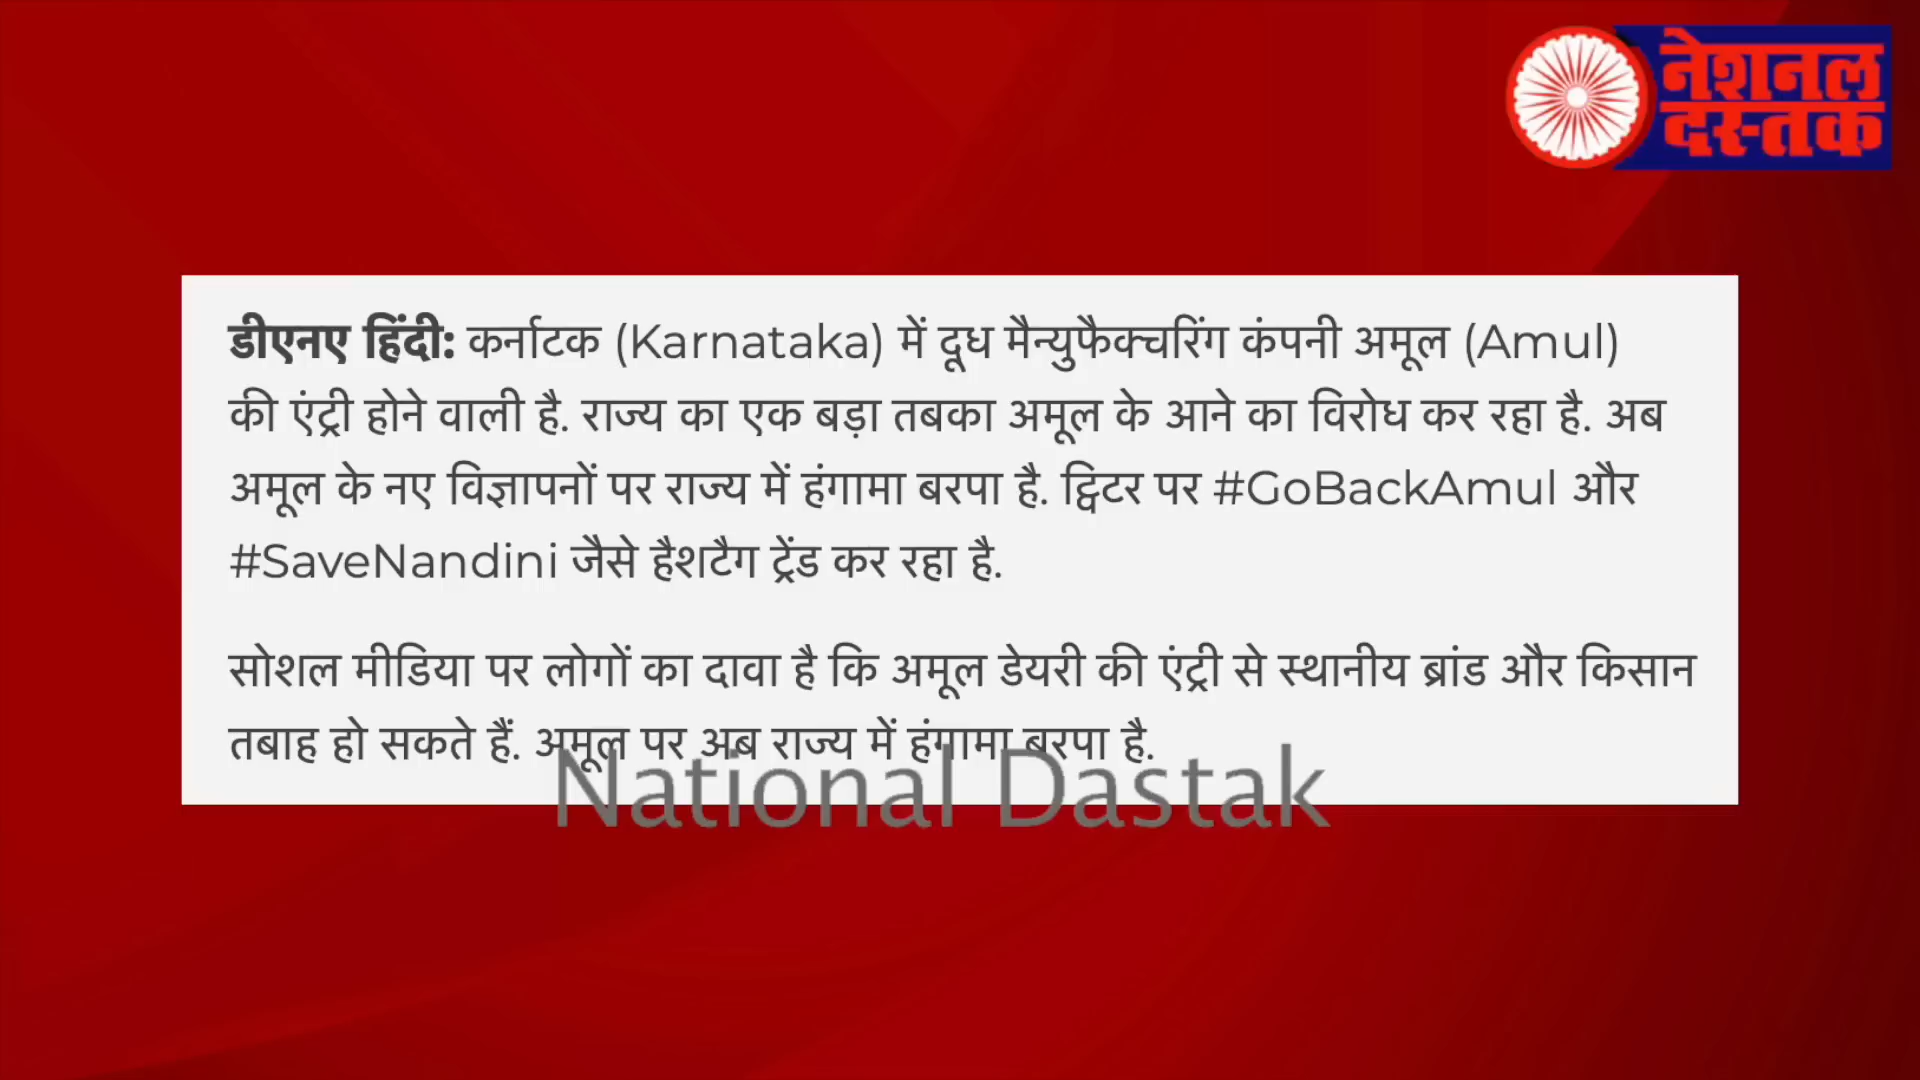 नेशनल
दस्तक
डीएनए हिंदी: कर्नाटक (Karnataka) में दूध मैन्युफैक्चरिंग कंपनी अमूल (Amul)
की एंट्री होने वाली है. राज्य का एक बड़ा तबका अमूल के आने का विरोध कर रहा है. अब
अमूल के नए विज्ञापनों पर राज्य में हंगामा बरपा है. ट्विटर पर #GoBackAmul और
#SaveNandini जैसे हैशटैग ट्रेंड कर रहा है.
सोशल मीडिया पर लोगों का दावा है कि अमूल डेयरी की एंट्री से स्थानीय ब्रांड और किसान
तबाह हो सकते हैं. अमूल पर अब राज्य में हंगामा बरपा है.
National Dastak